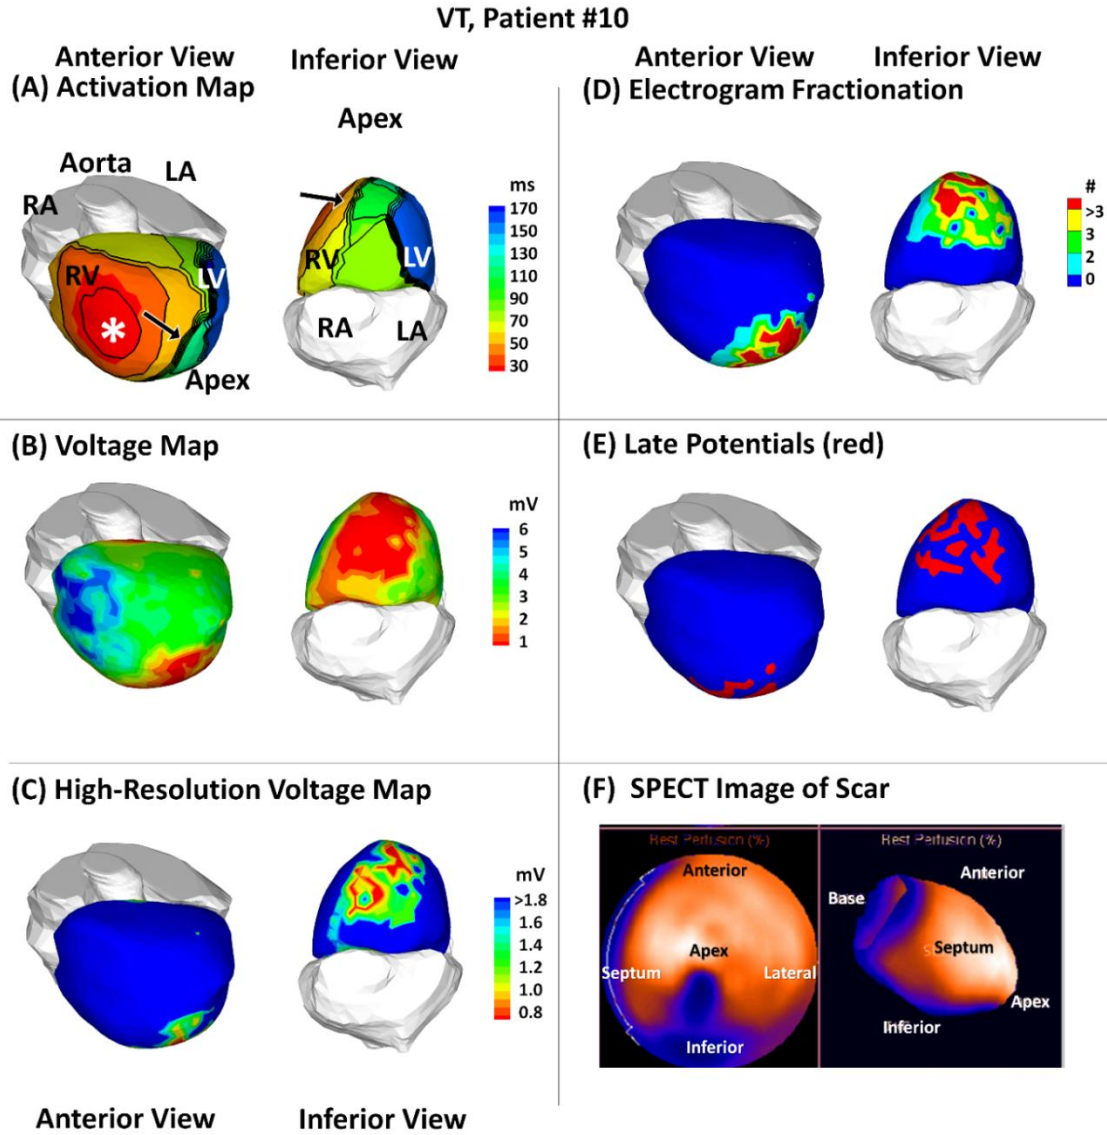 VT, Patient #10
Anterior View
Inferior View
(A) Activation Map
Apex
Aorta
LA
RA
RV
LV
*
Apex
RV
LV
RA
LA
ms
170
150
130
110
90
70
50
30
(B) Voltage Map
mV
6
5
4
3
2
1
(C) High-Resolution Voltage Map
mV
>1.8
1.6
1.4
1.2
1.0
0.8
Anterior View
Inferior View
Anterior View
Inferior View
(D) Electrogram Fractionation
#
>3
3
2
0
(E) Late Potentials (red)
(F) SPECT Image of Scar
Rest Perfusion (%)
Anterior
Apex
Septum
Lateral
Inferior
Rest Perfusion (%)
Anterior
Base
Septum
Apex
Inferior